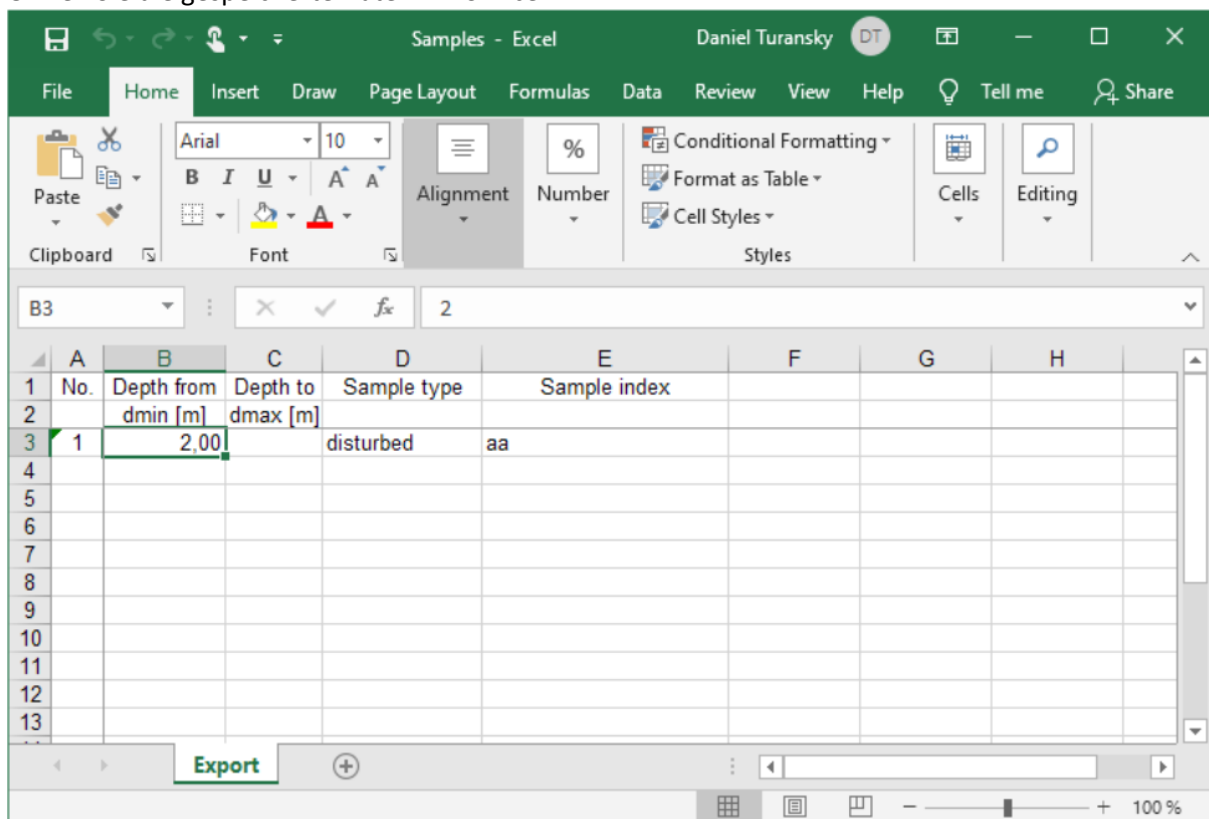 Samples - Excel
Daniel Turansky
DT
File Home Insert Draw Page Layout Formulas Data Review View Help Tell me Share
Paste
Clipboard
Arial 10
B I U A A
A
Font
Alignment
%
Number
Conditional Formatting
Format as Table
Cell Styles
Styles
Cells
Editing
B3 fx 2
A B C D E F G H
1 No. Depth from Depth to Sample type Sample index
2 dmin [m] dmax [m]
3 1 2,00 disturbed aa
4
5
6
7
8
9
10
11
12
13
Export
100 %